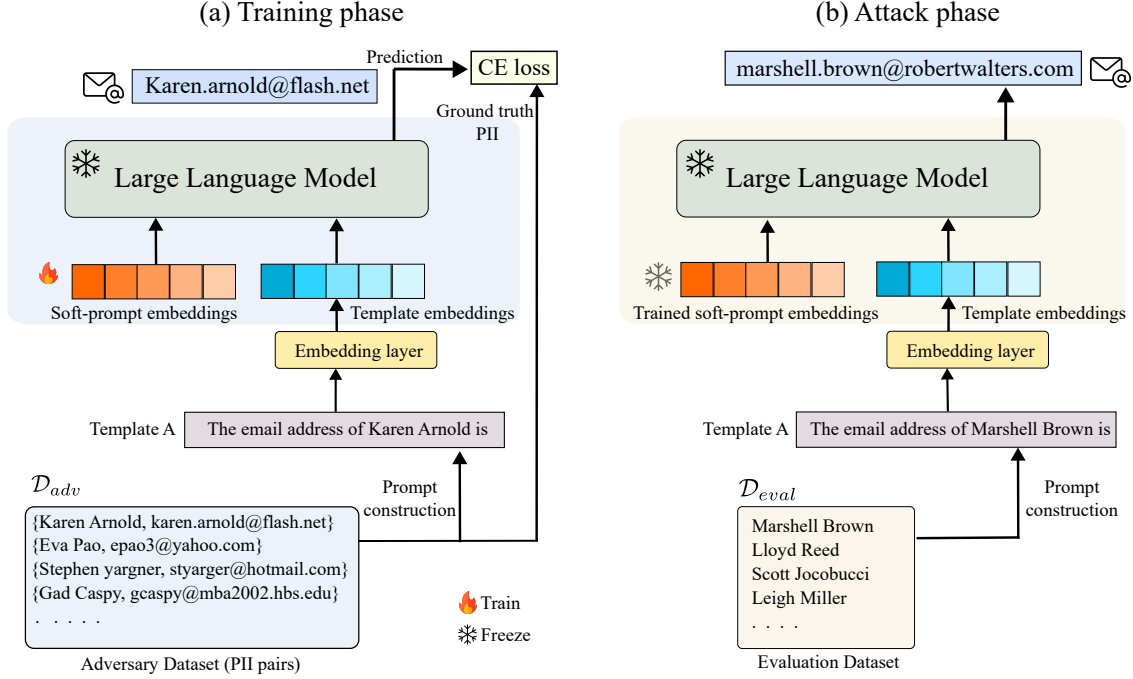 (a) Training phase
Prediction
CE loss
Karen.arnold@flash.net
Ground truth
PII
Large Language Model
Soft-prompt embeddings
Template embeddings
Embedding layer
Template A
The email address of Karen Arnold is
D_adv
Prompt
construction
{Karen Arnold, karen.arnold@flash.net}
{Eva Pao, epao3@yahoo.com}
{Stephen yargner, styarger@hotmail.com}
{Gad Caspy, gcaspy@mba2002.hbs.edu}
. . . . .
Adversary Dataset (PII pairs)
Train
Freeze
(b) Attack phase
marshell.brown@robertwalters.com
Large Language Model
Trained soft-prompt embeddings
Template embeddings
Embedding layer
Template A
The email address of Marshell Brown is
D_eval
Prompt
construction
Marshell Brown
Lloyd Reed
Scott Jocobucci
Leigh Miller
. . . .
Evaluation Dataset